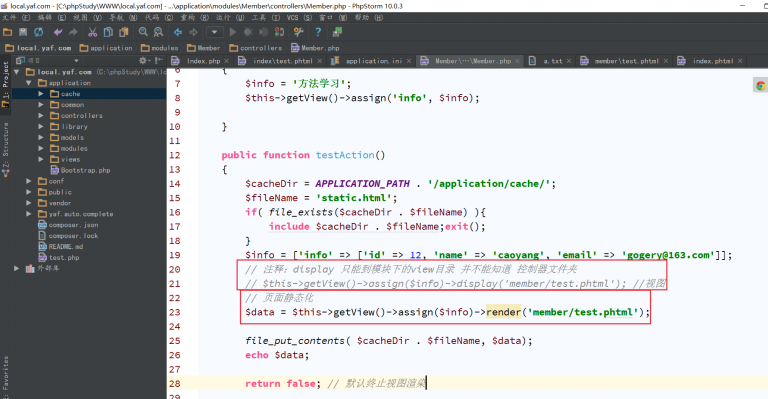 local.yaf.com - [C:\phpStudy\WWW\local.yaf.com] - ...\application\modules\Member\controllers\Member.php - PhpStorm 10.0.3
文件(F) 编辑(E) 视图(V) 导航(N) 代码(C) 重构(R) 运行(U) 工具(T) VCS(S) 窗口(W) 帮助(H)
local.yaf.com application modules Member controllers Member.php
项目 Index.php index\test.phtml application.ini Member\…\Member.php a.txt member\test.phtml index.phtml
1: Project
Z: Structure
Favorites
local.yaf.com (C:\phpStudy\WWW\lo
application
cache
common
controllers
library
models
modules
views
Bootstrap.php
conf
public
vendor
yaf.auto.complete
composer.json
composer.lock
README.md
test.php
外部库
6 {
7 $info = '方法学习';
8 $this->getView()->assign('info', $info);
9
10 }
11
12 public function testAction()
13 {
14 $cacheDir = APPLICATION_PATH . '/application/cache/';
15 $fileName = 'static.html';
16 if( file_exists($cacheDir . $fileName) ){
17 include $cacheDir . $fileName;exit();
18 }
19 $info = ['info' => ['id' => 12, 'name' => 'caoyang', 'email' => 'gogery@163.com']];
20 // 注释：display 只能到模块下的view目录 并不能知道 控制器文件夹
21 // $this->getView()->assign($info)->display('member/test.phtml'); //视图
22 // 页面静态化
23 $data = $this->getView()->assign($info)->render('member/test.phtml');
24
25 file_put_contents( $cacheDir . $fileName, $data);
26 echo $data;
27
28 return false; // 默认终止视图渲染